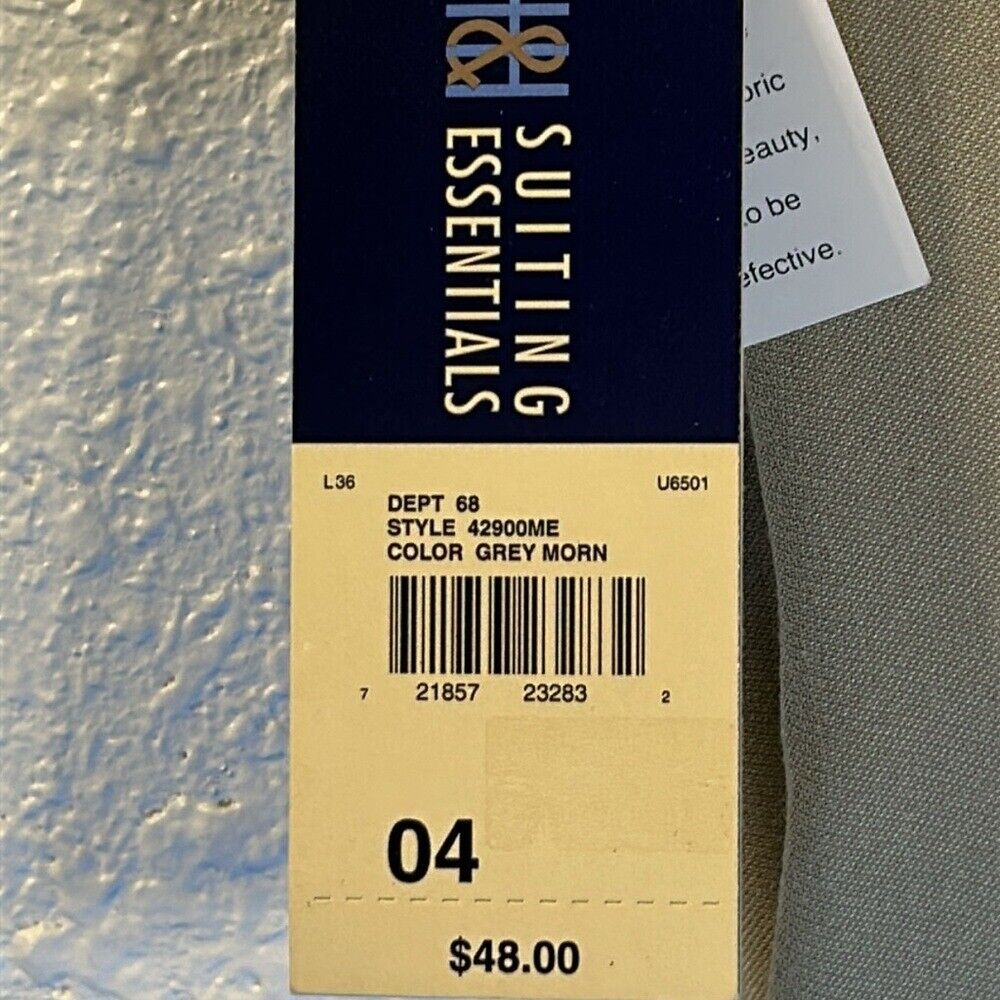 H&H
SUITING
ESSENTIALS
L36 U6501
DEPT 68
STYLE 42900ME
COLOR GREY MORN
7 21857 23283 2
04
$48.00
eauty,
to be
efective.